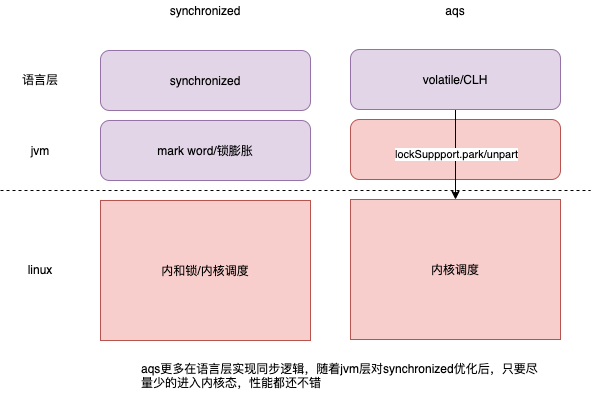 synchronized aqs
语言层 synchronized volatile/CLH
jvm mark word/锁膨胀 lockSuppport.park/unpart
linux 内和锁/内核调度 内核调度
aqs更多在语言层实现同步逻辑，随着jvm层对synchronized优化后，只要尽
量少的进入内核态，性能都还不错